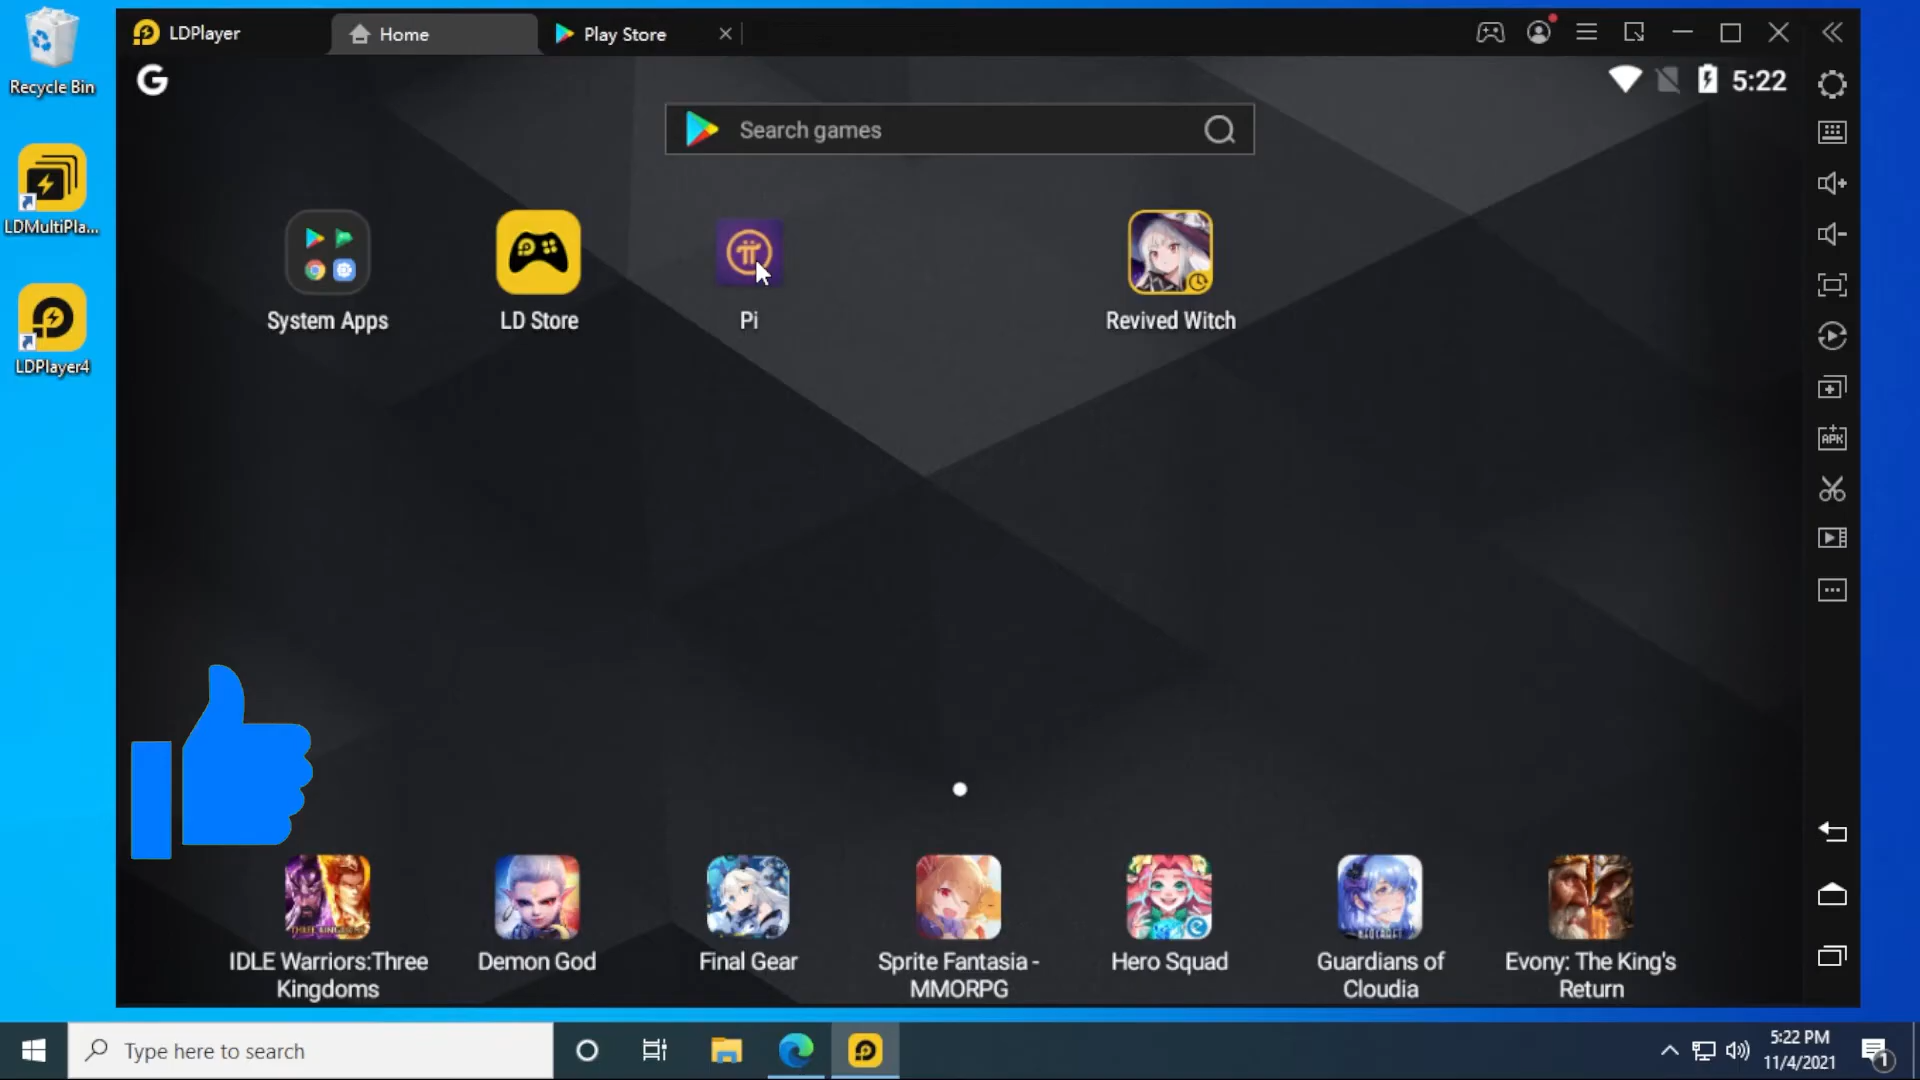 LDPlayer
Home
Play Store
Recycle Bin
G
5:22
Search games
APK
LDMultiPla...
System Apps
LD Store
Pi
Revived Witch
LDPlayer4
IDLE Warriors:Three
Kingdoms
Demon God
Final Gear
Sprite Fantasia -
MMORPG
Hero Squad
Guardians of
Cloudia
Evony: The King's
Return
Type here to search
5:22 PM
11/4/2021
1